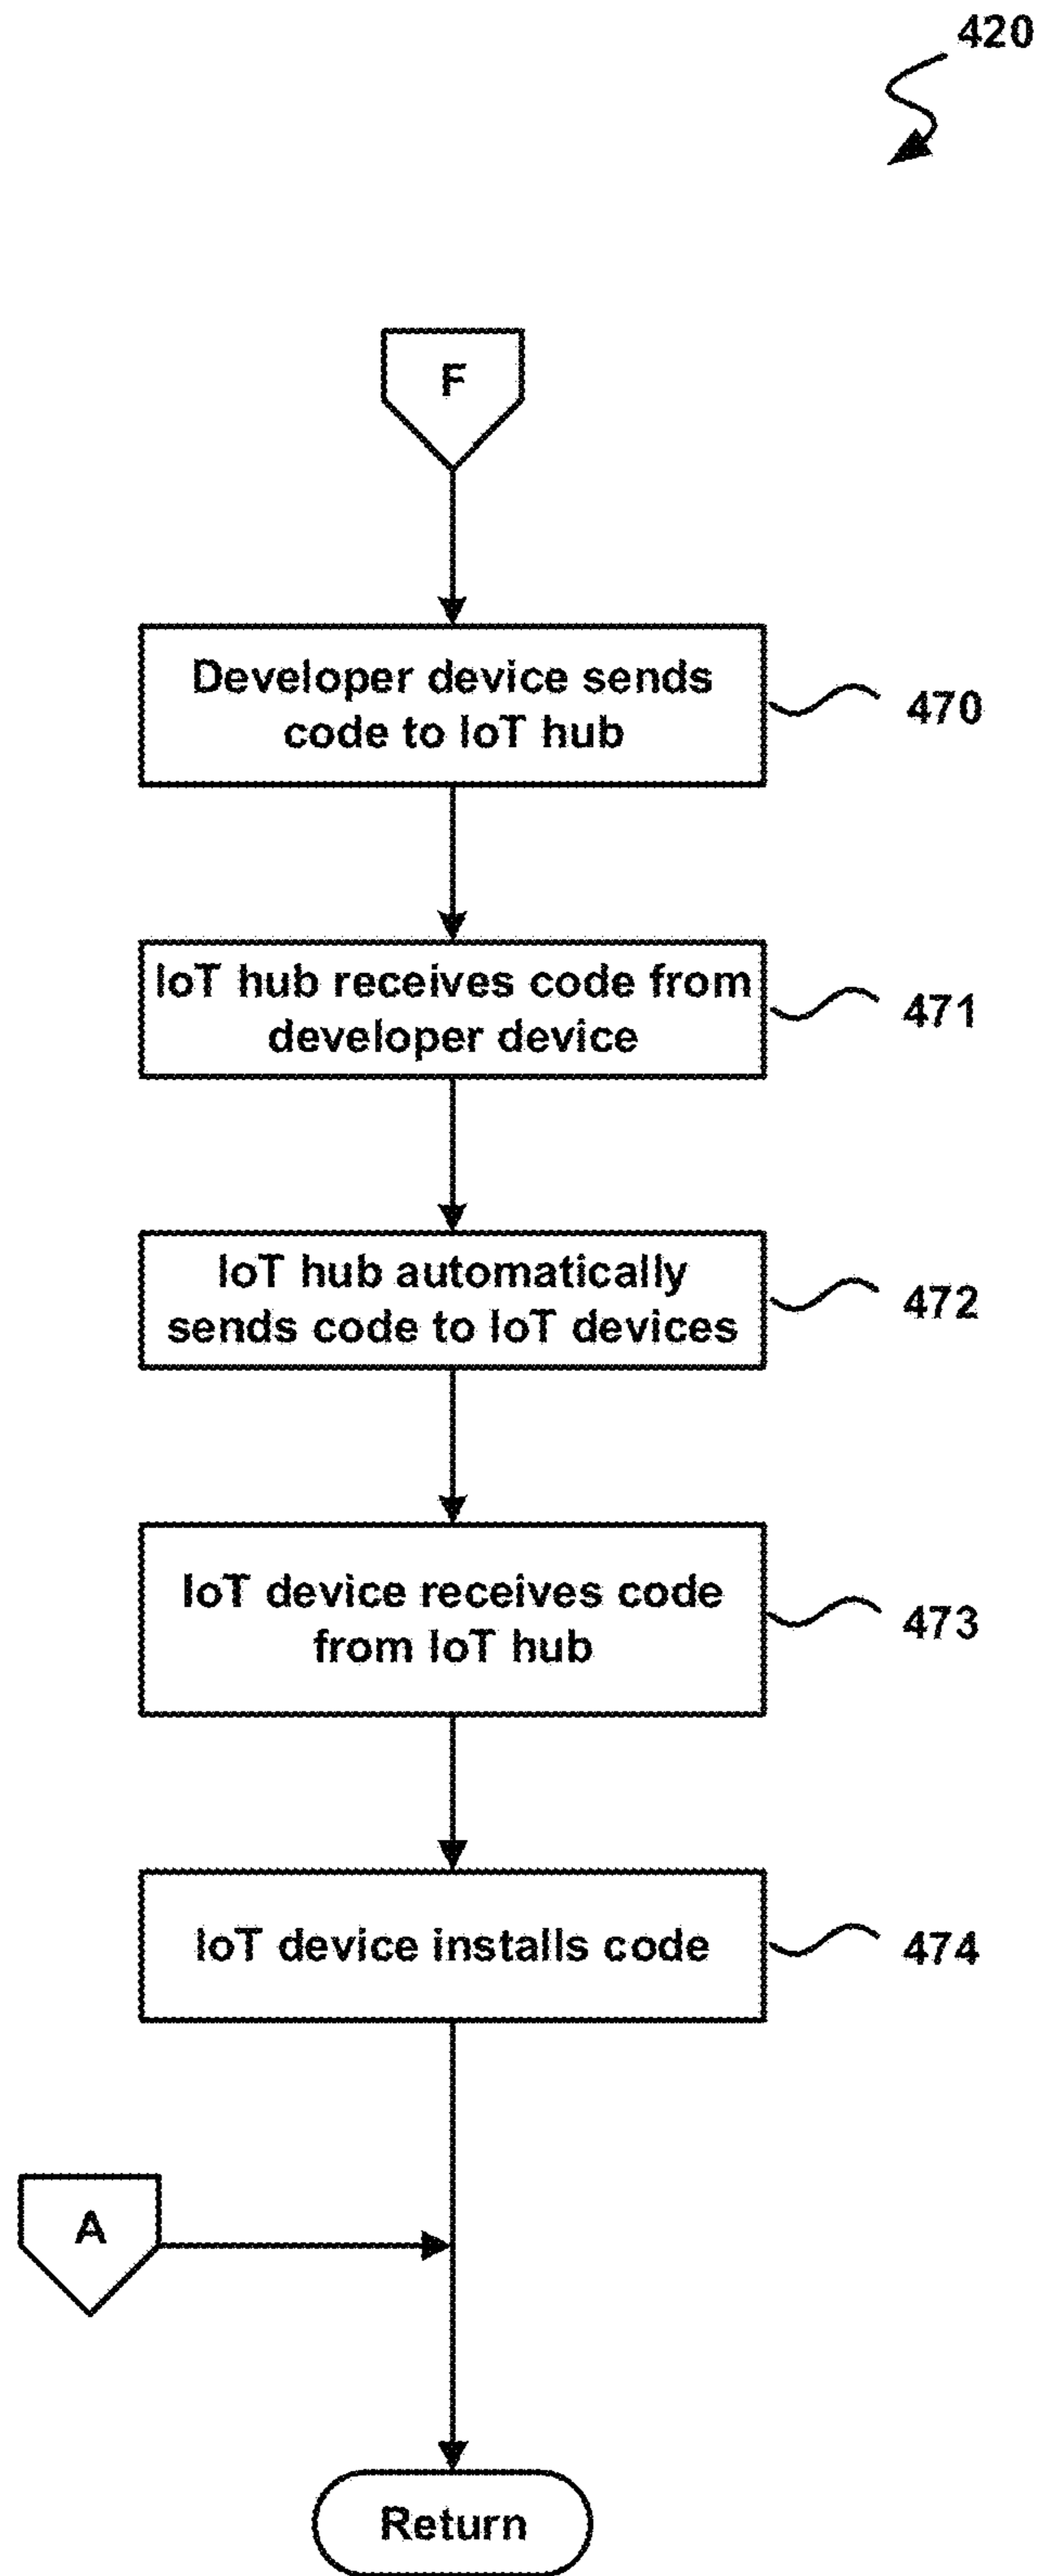 420
F
Developer device sends
code to IoT hub
470
IoT hub receives code from
developer device
471
IoT hub automatically
sends code to IoT devices
472
IoT device receives code
from IoT hub
473
IoT device installs code
474
A
Return